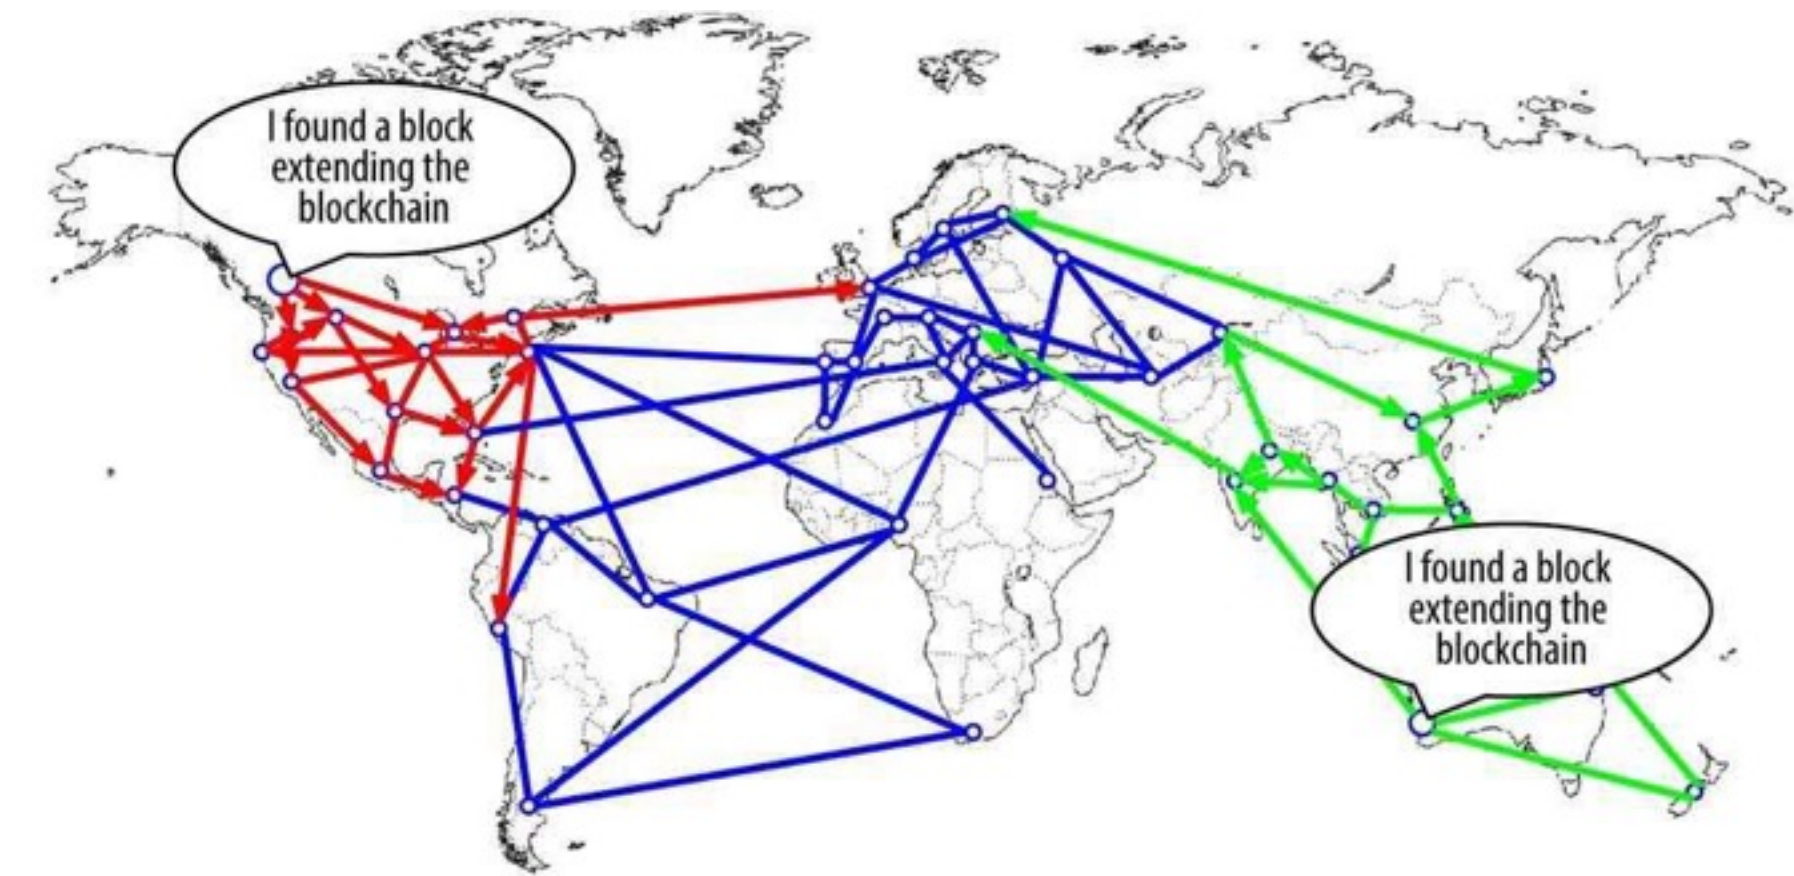 I found a block
extending the
blockchain
I found a block
extending the
blockchain